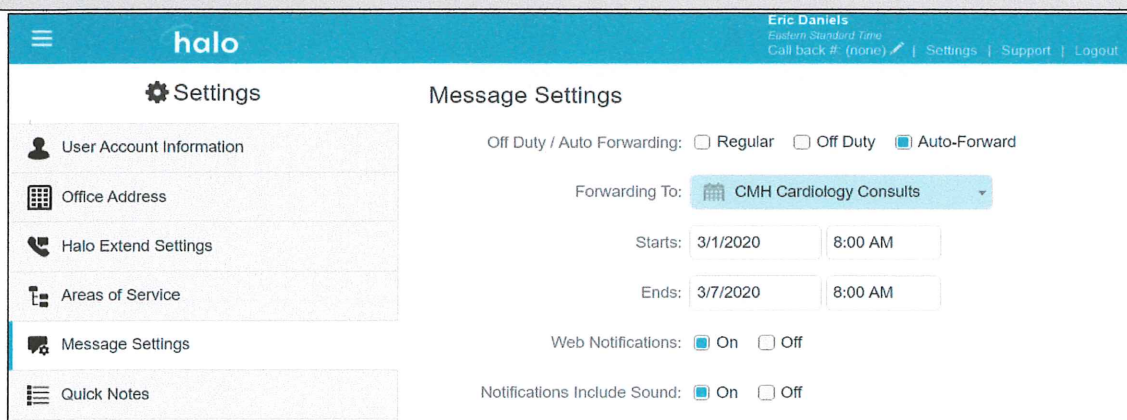 halo
Eric Daniels
Eastern Standard Time
Call back #: (none) | Settings | Support | Logout
Settings
User Account Information
Office Address
Halo Extend Settings
Areas of Service
Message Settings
Quick Notes
Message Settings
Off Duty / Auto Forwarding: Regular Off Duty Auto-Forward
Forwarding To: CMH Cardiology Consults
Starts: 3/1/2020 8:00 AM
Ends: 3/7/2020 8:00 AM
Web Notifications: On Off
Notifications Include Sound: On Off